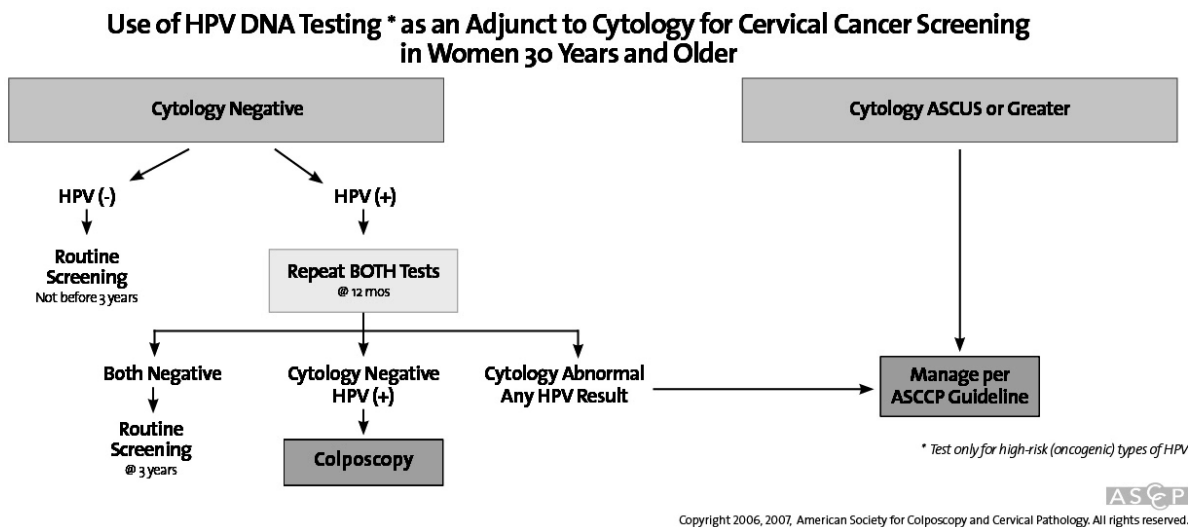 Use of HPV DNA Testing * as an Adjunct to Cytology for Cervical Cancer Screening
in Women 30 Years and Older
Cytology Negative
Cytology ASCUS or Greater
HPV (-)
HPV (+)
Routine
Screening
Not before 3 years
Repeat BOTH Tests
@ 12 mos
Both Negative
Cytology Negative
HPV (+)
Cytology Abnormal
Any HPV Result
Manage per
ASCCP Guideline
Routine
Screening
@ 3 years
Colposcopy
* Test only for high-risk (oncogenic) types of HPV
ASCCP
Copyright 2006, 2007, American Society for Colposcopy and Cervical Pathology. All rights reserved.